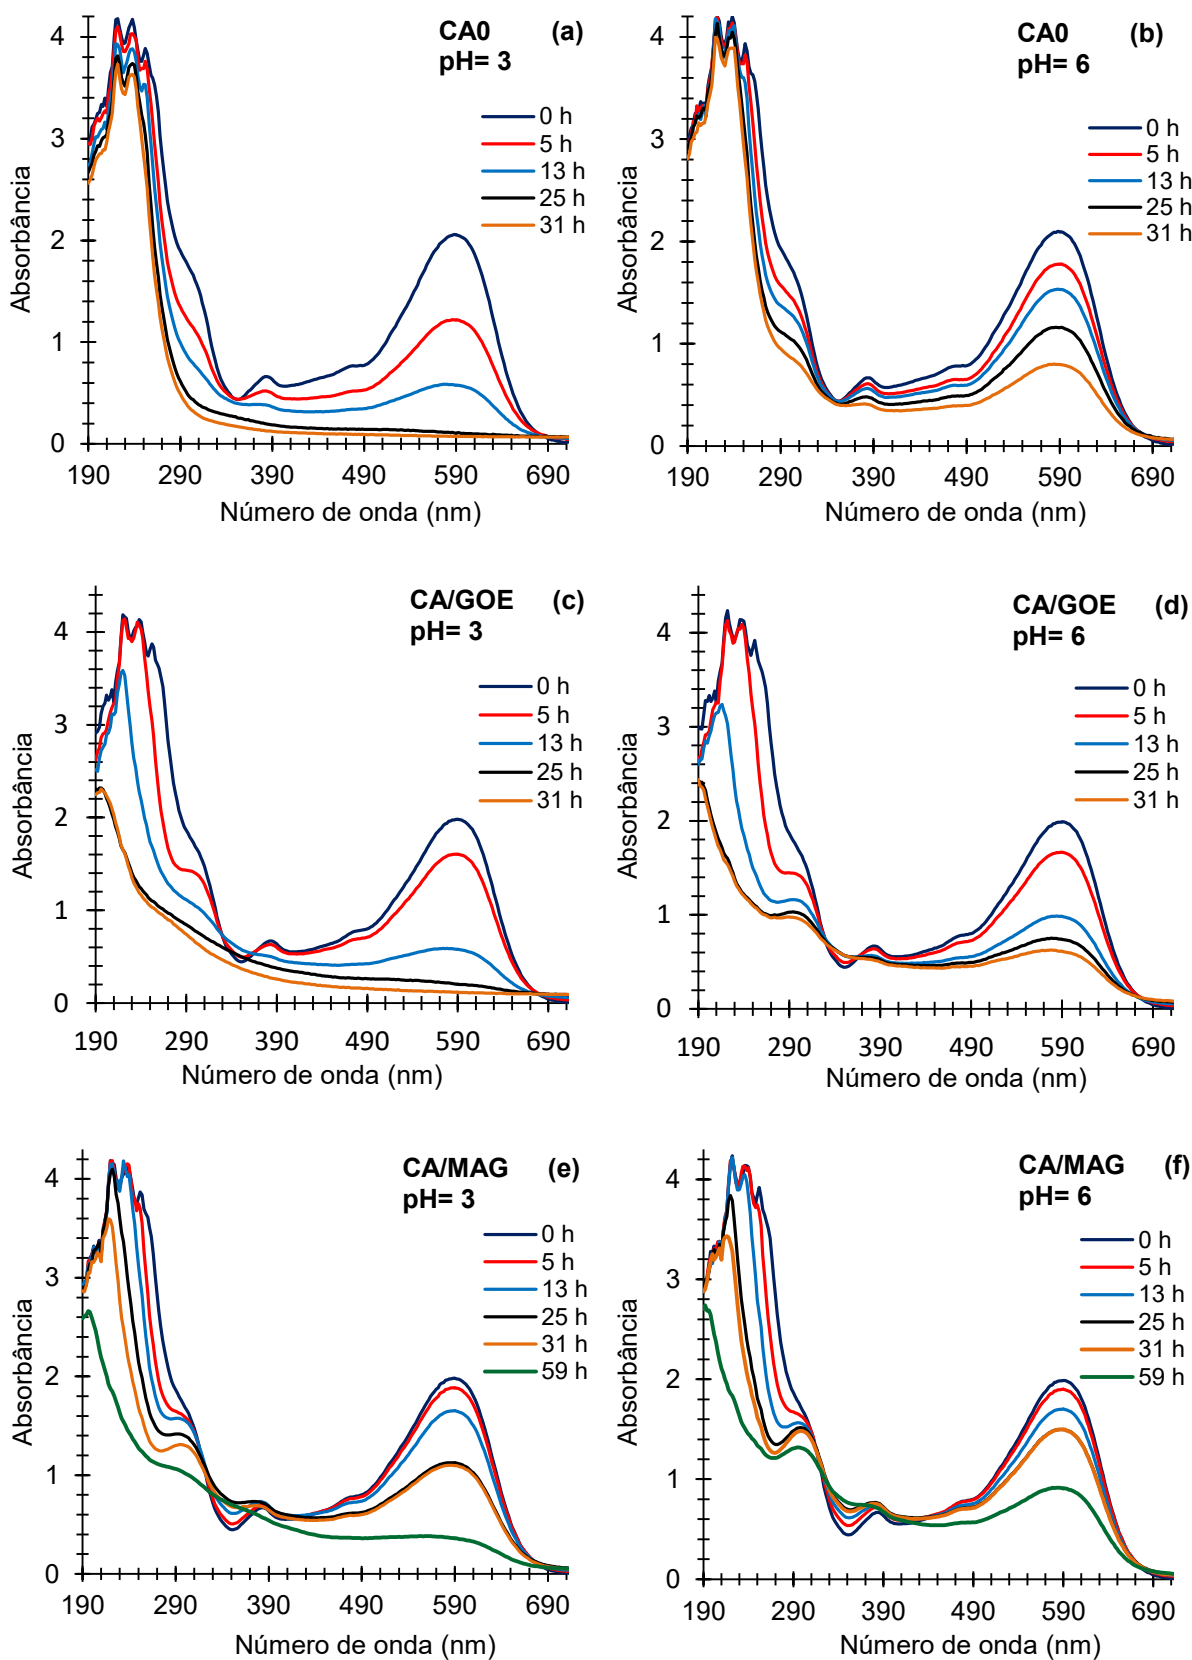 CA0 (a)
pH= 3
0 h
5 h
13 h
25 h
31 h
Absorbância
4
3
2
1
0
190 290 390 490 590 690
Número de onda (nm)
CA0 (b)
pH= 6
0 h
5 h
13 h
25 h
31 h
Absorbância
4
3
2
1
0
190 290 390 490 590 690
Número de onda (nm)
CA/GOE (c)
pH= 3
0 h
5 h
13 h
25 h
31 h
Absorbância
4
3
2
1
0
190 290 390 490 590 690
Número de onda (nm)
CA/GOE (d)
pH= 6
0 h
5 h
13 h
25 h
31 h
Absorbância
4
3
2
1
0
190 290 390 490 590 690
Número de onda (nm)
CA/MAG (e)
pH= 3
0 h
5 h
13 h
25 h
31 h
59 h
Absorbância
4
3
2
1
0
190 290 390 490 590 690
Número de onda (nm)
CA/MAG (f)
pH= 6
0 h
5 h
13 h
25 h
31 h
59 h
Absorbância
4
3
2
1
0
190 290 390 490 590 690
Número de onda (nm)